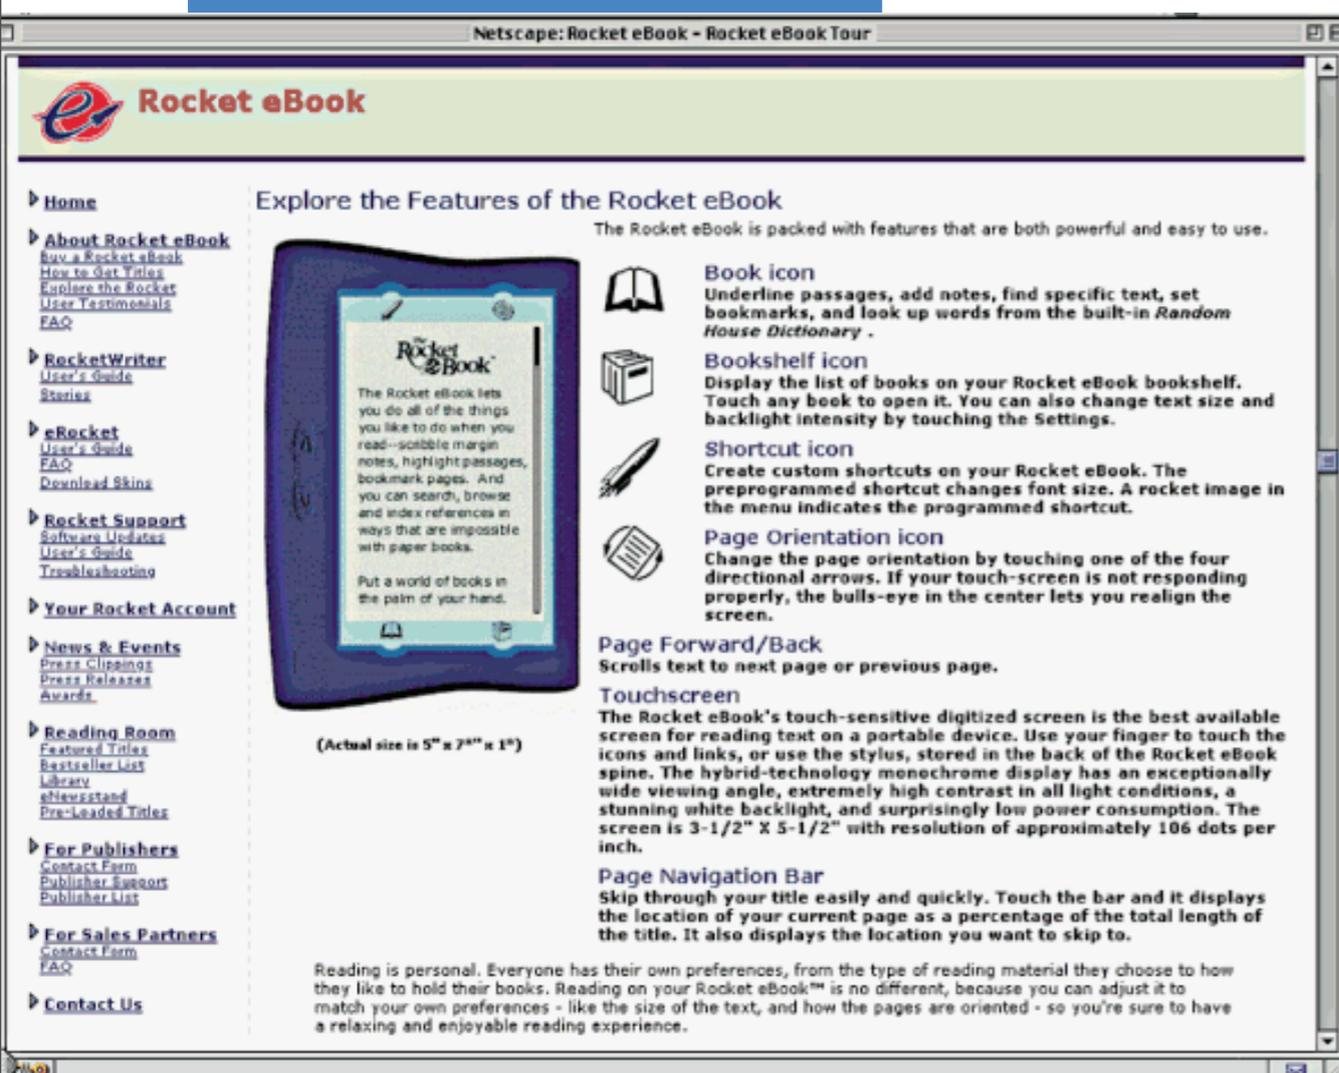 Netscape: Rocket eBook - Rocket eBook Tour
Rocket eBook
Home
About Rocket eBook
Buy a Rocket eBook
How to Get Titles
Explore the Rocket
User Testimonials
FAQ
RocketWriter
User's Guide
Stories
eRocket
User's Guide
FAQ
Download Skins
Rocket Support
Software Updates
User's Guide
Troubleshooting
Your Rocket Account
News & Events
Press Clippings
Press Releases
Awards
Reading Room
Featured Titles
Bestseller List
Library
eNewsstand
Pre-Loaded Titles
For Publishers
Contact Form
Publisher Support
Publisher List
For Sales Partners
Contact Form
FAQ
Contact Us
Explore the Features of the Rocket eBook
The Rocket eBook is packed with features that are both powerful and easy to use.
The
Rocket
eBook™
The Rocket eBook lets
you do all of the things
you like to do when you
read--scribble margin
notes, highlight passages,
bookmark pages. And
you can search, browse
and index references in
ways that are impossible
with paper books.
Put a world of books in
the palm of your hand.
(Actual size is 5" x 7" x 1")
Book icon
Underline passages, add notes, find specific text, set
bookmarks, and look up words from the built-in Random
House Dictionary .
Bookshelf icon
Display the list of books on your Rocket eBook bookshelf.
Touch any book to open it. You can also change text size and
backlight intensity by touching the Settings.
Shortcut icon
Create custom shortcuts on your Rocket eBook. The
preprogrammed shortcut changes font size. A rocket image in
the menu indicates the programmed shortcut.
Page Orientation icon
Change the page orientation by touching one of the four
directional arrows. If your touch-screen is not responding
properly, the bulls-eye in the center lets you realign the
screen.
Page Forward/Back
Scrolls text to next page or previous page.
Touchscreen
The Rocket eBook's touch-sensitive digitized screen is the best available
screen for reading text on a portable device. Use your finger to touch the
icons and links, or use the stylus, stored in the back of the Rocket eBook
spine. The hybrid-technology monochrome display has an exceptionally
wide viewing angle, extremely high contrast in all light conditions, a
stunning white backlight, and surprisingly low power consumption. The
screen is 3-1/2" X 5-1/2" with resolution of approximately 106 dots per
inch.
Page Navigation Bar
Skip through your title easily and quickly. Touch the bar and it displays
the location of your current page as a percentage of the total length of
the title. It also displays the location you want to skip to.
Reading is personal. Everyone has their own preferences, from the type of reading material they choose to how
they like to hold their books. Reading on your Rocket eBook™ is no different, because you can adjust it to
match your own preferences - like the size of the text, and how the pages are oriented - so you're sure to have
a relaxing and enjoyable reading experience.